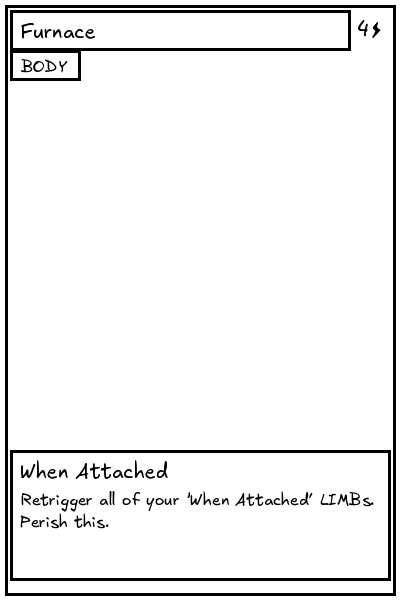 Furnace
4⚡
BODY
When Attached
Retrigger all of your 'When Attached' LIMBs.
Perish this.